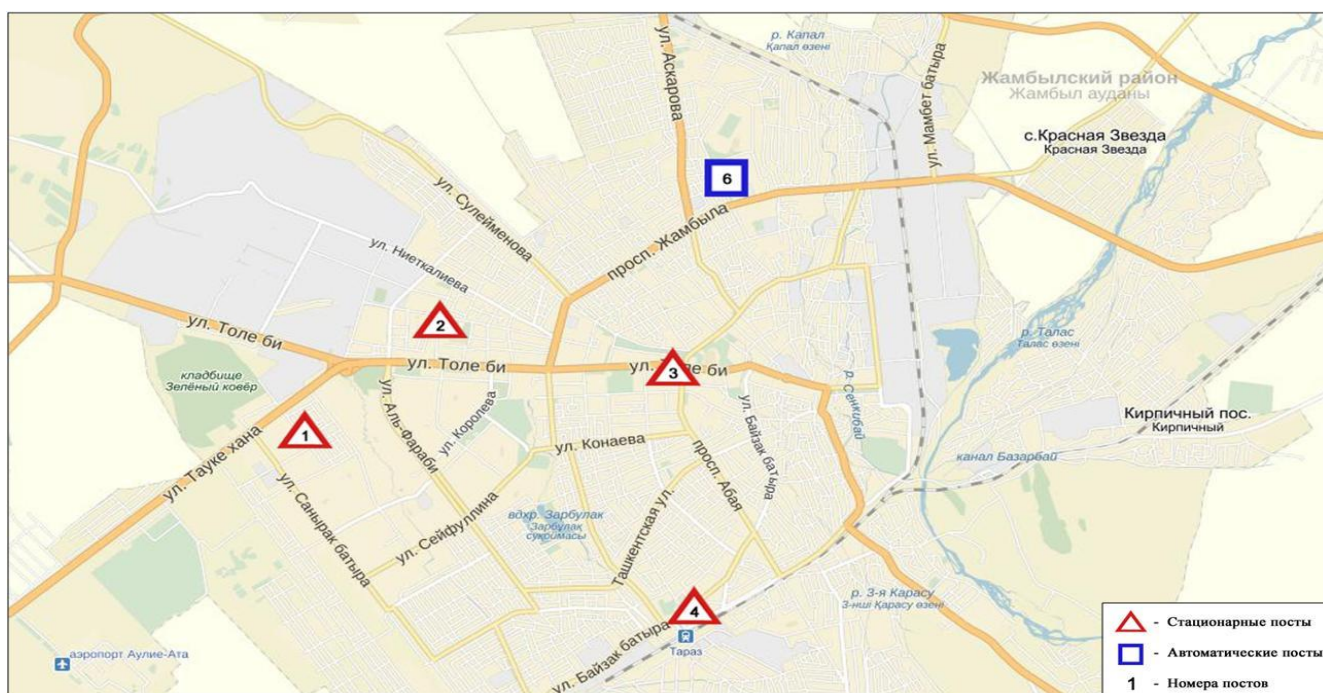 р. Капал
Қапал өзені
ул. Аскарова
ул. Мамбет батыра
Жамбылский район
Жамбыл ауданы
с.Красная Звезда
Красная Звезда
6
ул. Сулейменова
просп. Жамбыла
ул. Ниеткалиева
ул. Толе би
2
ул. Толе би
ул. Толе би
3
р. Талас
Талас өзені
кладбище
Зелёный ковёр
р. Сенкибай
ул. Аль-Фараби
ул. Королева
ул. Байзак батыра
Кирпичный пос.
Кирпичный
1
ул. Тауке хана
ул. Конаева
просп. Абая
канал Базарбай
ул. Санырак батыра
ул. Сейфуллина
вдхр. Зарбулак
Зарбулақ
суқоймасы
Ташкентская ул.
р. 3-я Карасу
3-нші Қарасу өзені
4
Тараз
ул. Байзак батыра
аэропорт Аулие-Ата
- Стационарные посты
- Автоматические посты
1 - Номера постов